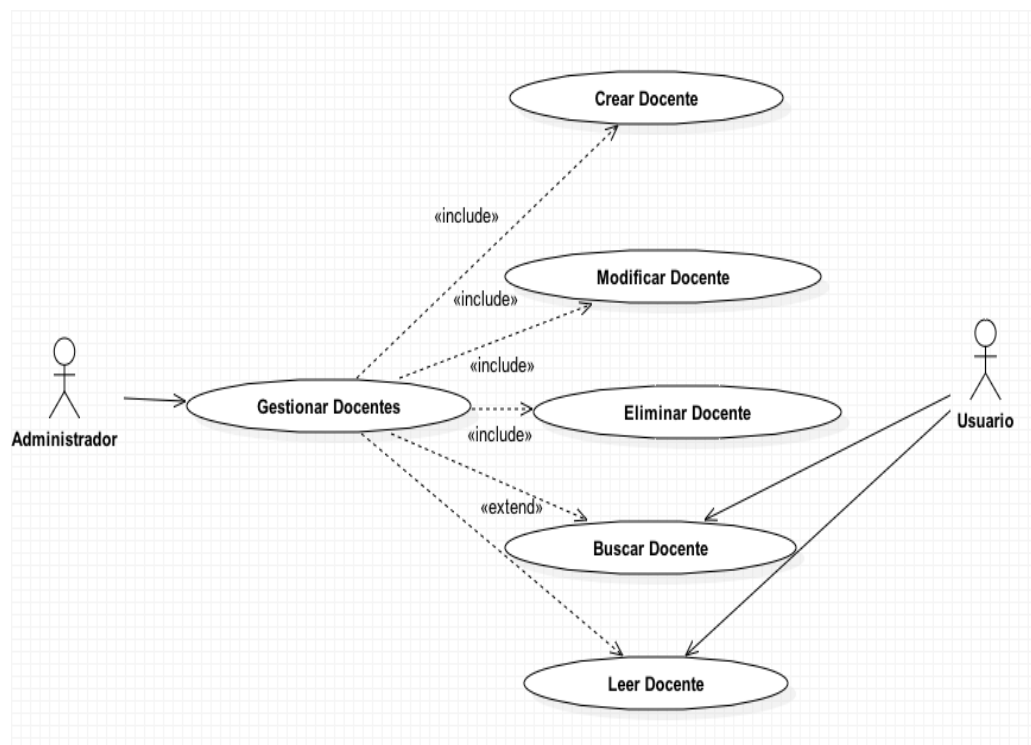 Crear Docente
«include»
Modificar Docente
«include»
«include»
Gestionar Docentes
Eliminar Docente
Administrador
Usuario
«include»
«extend»
Buscar Docente
Leer Docente